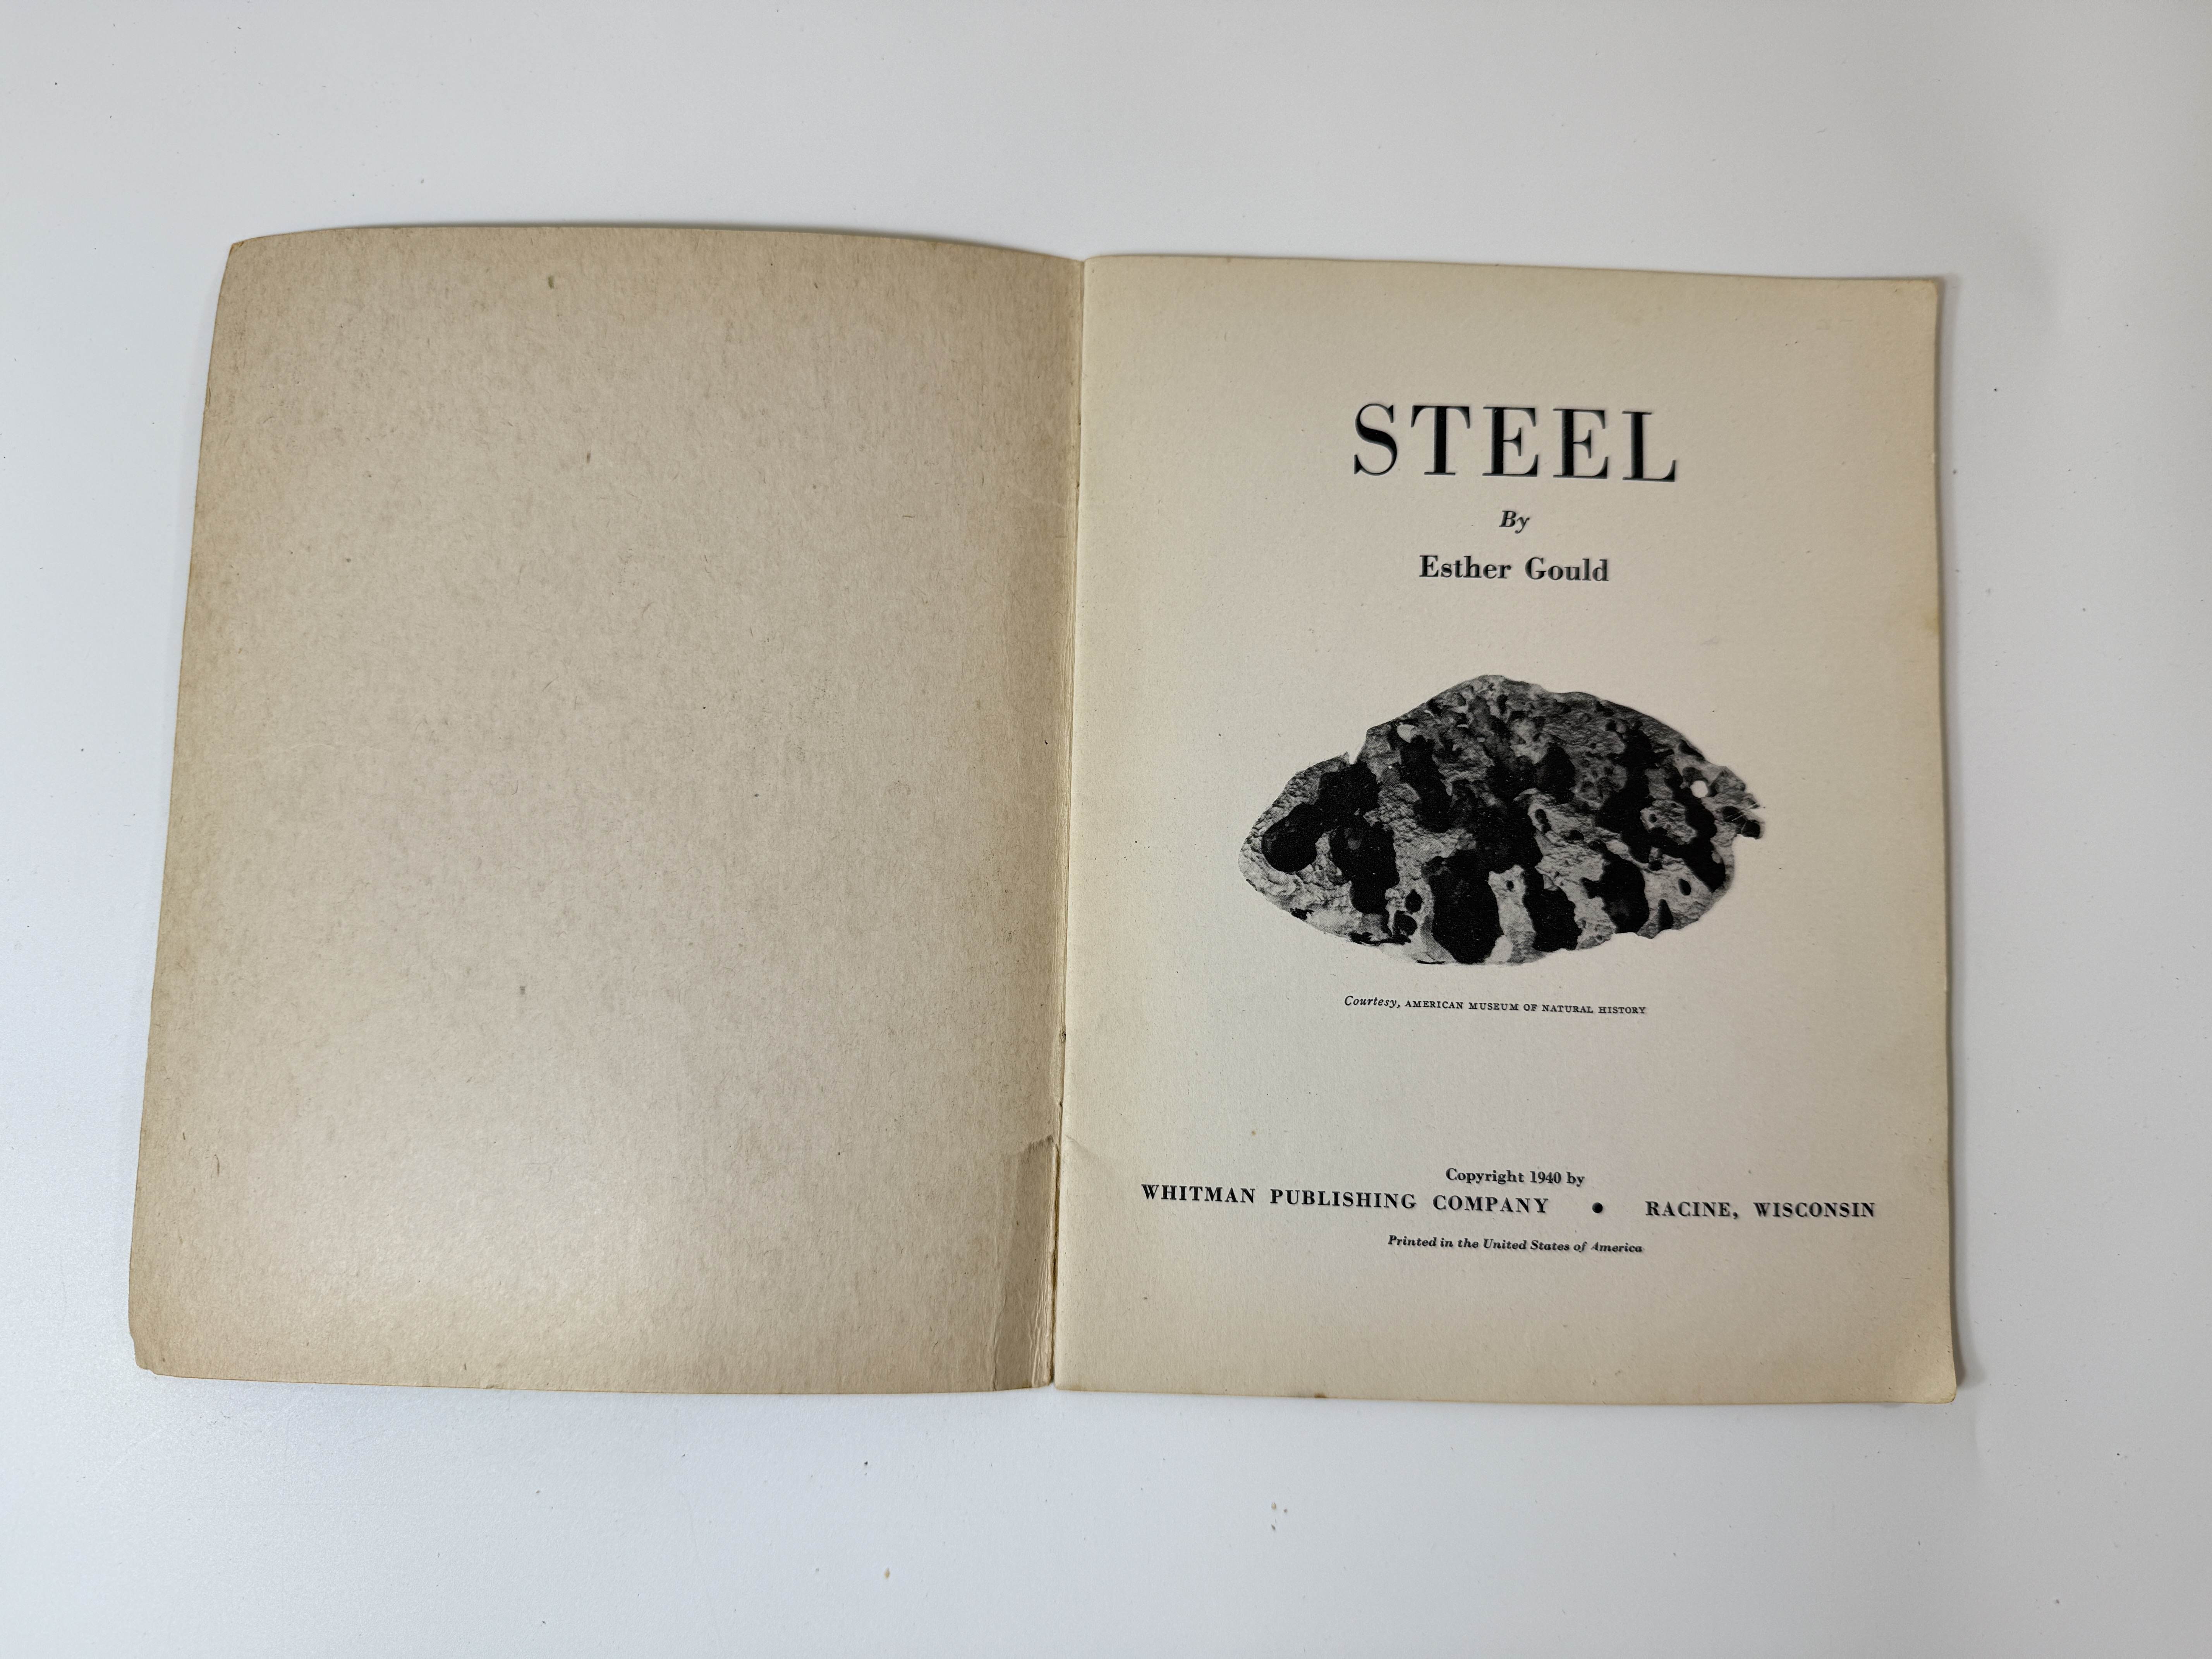 STEEL
By
Esther Gould
Courtesy, AMERICAN MUSEUM OF NATURAL HISTORY
Copyright 1940 by
WHITMAN PUBLISHING COMPANY • RACINE, WISCONSIN
Printed in the United States of America